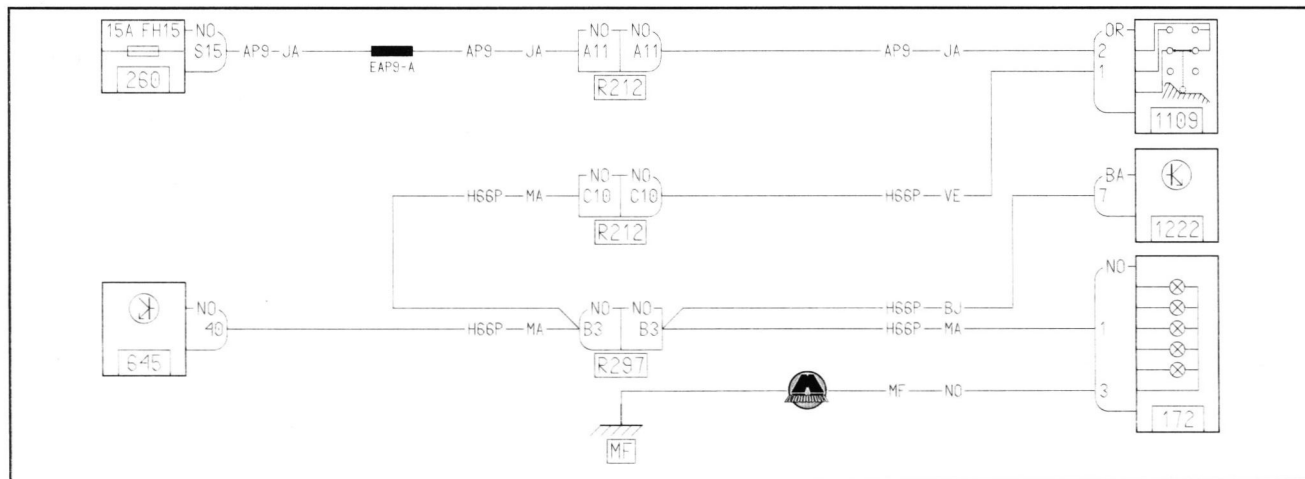 15A FH15 NO NO NO OR
S15 AP9 JA AP9 JA A11 A11 AP9 JA 2
EAP9-A 1
260 R212 1109
NO NO BA
H66P MA C10 C10 H66P VE 7
R212 1222
NO
NO NO NO H66P BJ
40 H66P MA B3 B3 H66P MA 1
645 R297
MF NO 3
172
MF